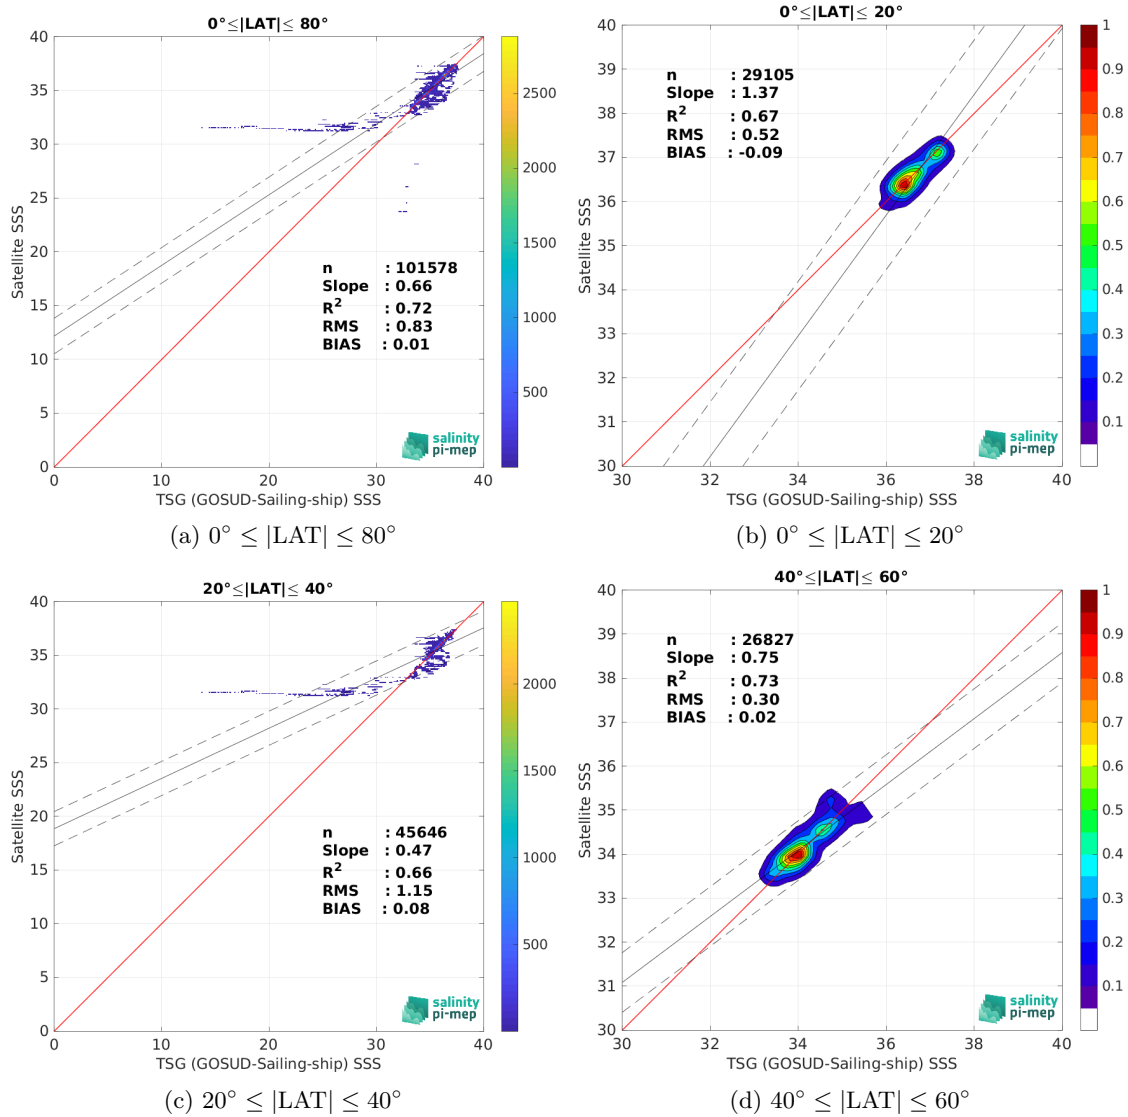 0°≤|LAT|≤ 80°
Satellite SSS
40
35
30
25
20
15
10
5
0
0
10
20
30
40
TSG (GOSUD-Sailing-ship) SSS
n : 101578
Slope : 0.66
R² : 0.72
RMS : 0.83
BIAS : 0.01
salinity
pi-mep
2500
2000
1500
1000
500
(a) 0° ≤ |LAT| ≤ 80°
0°≤|LAT|≤ 20°
Satellite SSS
40
39
38
37
36
35
34
33
32
31
30
30
32
34
36
38
40
TSG (GOSUD-Sailing-ship) SSS
n : 29105
Slope : 1.37
R² : 0.67
RMS : 0.52
BIAS : -0.09
salinity
pi-mep
1
0.9
0.8
0.7
0.6
0.5
0.4
0.3
0.2
0.1
(b) 0° ≤ |LAT| ≤ 20°
20°≤|LAT|≤ 40°
Satellite SSS
40
35
30
25
20
15
10
5
0
0
10
20
30
40
TSG (GOSUD-Sailing-ship) SSS
n : 45646
Slope : 0.47
R² : 0.66
RMS : 1.15
BIAS : 0.08
salinity
pi-mep
2000
1500
1000
500
(c) 20° ≤ |LAT| ≤ 40°
40°≤|LAT|≤ 60°
Satellite SSS
40
39
38
37
36
35
34
33
32
31
30
30
32
34
36
38
40
TSG (GOSUD-Sailing-ship) SSS
n : 26827
Slope : 0.75
R² : 0.73
RMS : 0.30
BIAS : 0.02
salinity
pi-mep
1
0.9
0.8
0.7
0.6
0.5
0.4
0.3
0.2
0.1
(d) 40° ≤ |LAT| ≤ 60°